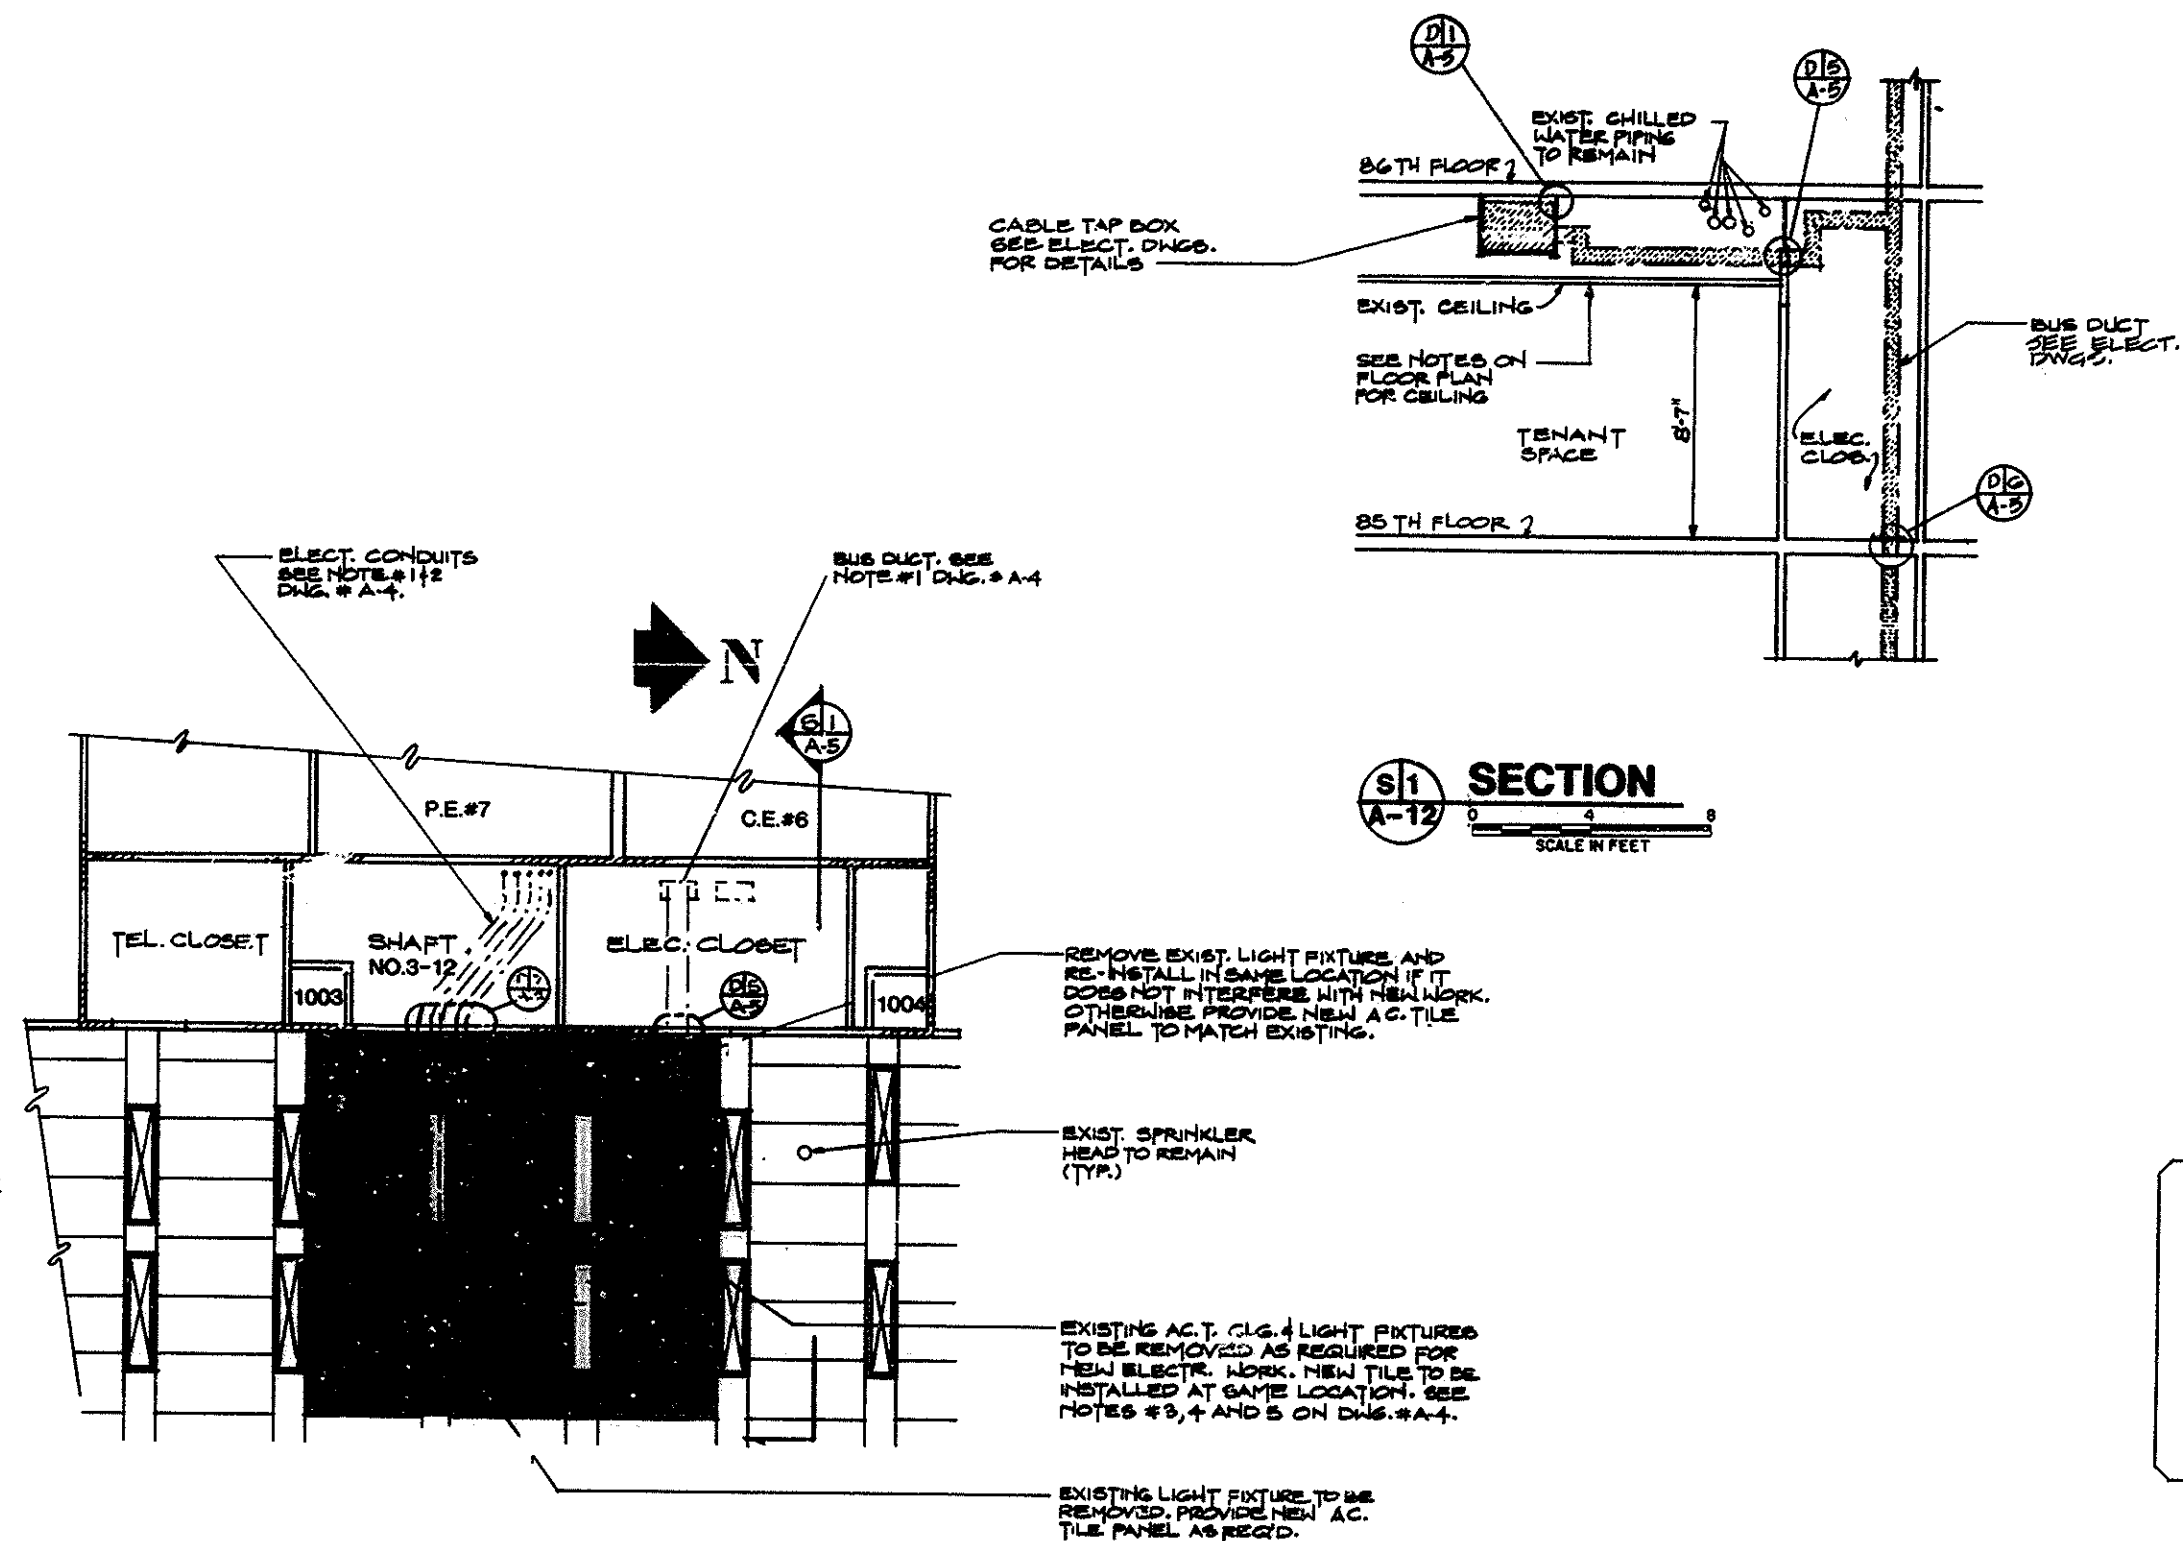 D 1
A-5
D 5
A-5
EXIST. CHILLED
WATER PIPING
TO REMAIN
86TH FLOOR
CABLE TAP BOX
SEE ELECT. DWGS.
FOR DETAILS
EXIST. CEILING
BUS DUCT
SEE ELECT.
DWGS.
SEE NOTES ON
FLOOR PLAN
FOR CEILING
8'-7"
TENANT
SPACE
ELEC.
CLOS.
D 6
A-5
85TH FLOOR
ELECT. CONDUITS
SEE NOTE #1&2
DWG. # A-4.
BUS DUCT. SEE
NOTE #1 DWG. # A-4
N
S 1
A-5
P.E.#7
C.E.#6
S 1
A-12
SECTION
0 4 8
SCALE IN FEET
TEL. CLOSET
SHAFT
NO.3-12
ELEC. CLOSET
1003
D 5
A-5
1004
REMOVE EXIST. LIGHT FIXTURE AND
RE-INSTALL IN SAME LOCATION IF IT
DOES NOT INTERFERE WITH NEW WORK.
OTHERWISE PROVIDE NEW A.C. TILE
PANEL TO MATCH EXISTING.
EXIST. SPRINKLER
HEAD TO REMAIN
(TYP.)
EXISTING AC.T. CLG. & LIGHT FIXTURES
TO BE REMOVED AS REQUIRED FOR
NEW ELECTR. WORK. NEW TILE TO BE
INSTALLED AT SAME LOCATION. SEE
NOTES #3, 4 AND 5 ON DWG. #A-4.
EXISTING LIGHT FIXTURE TO BE
REMOVED. PROVIDE NEW AC.
TILE PANEL AS REQ'D.